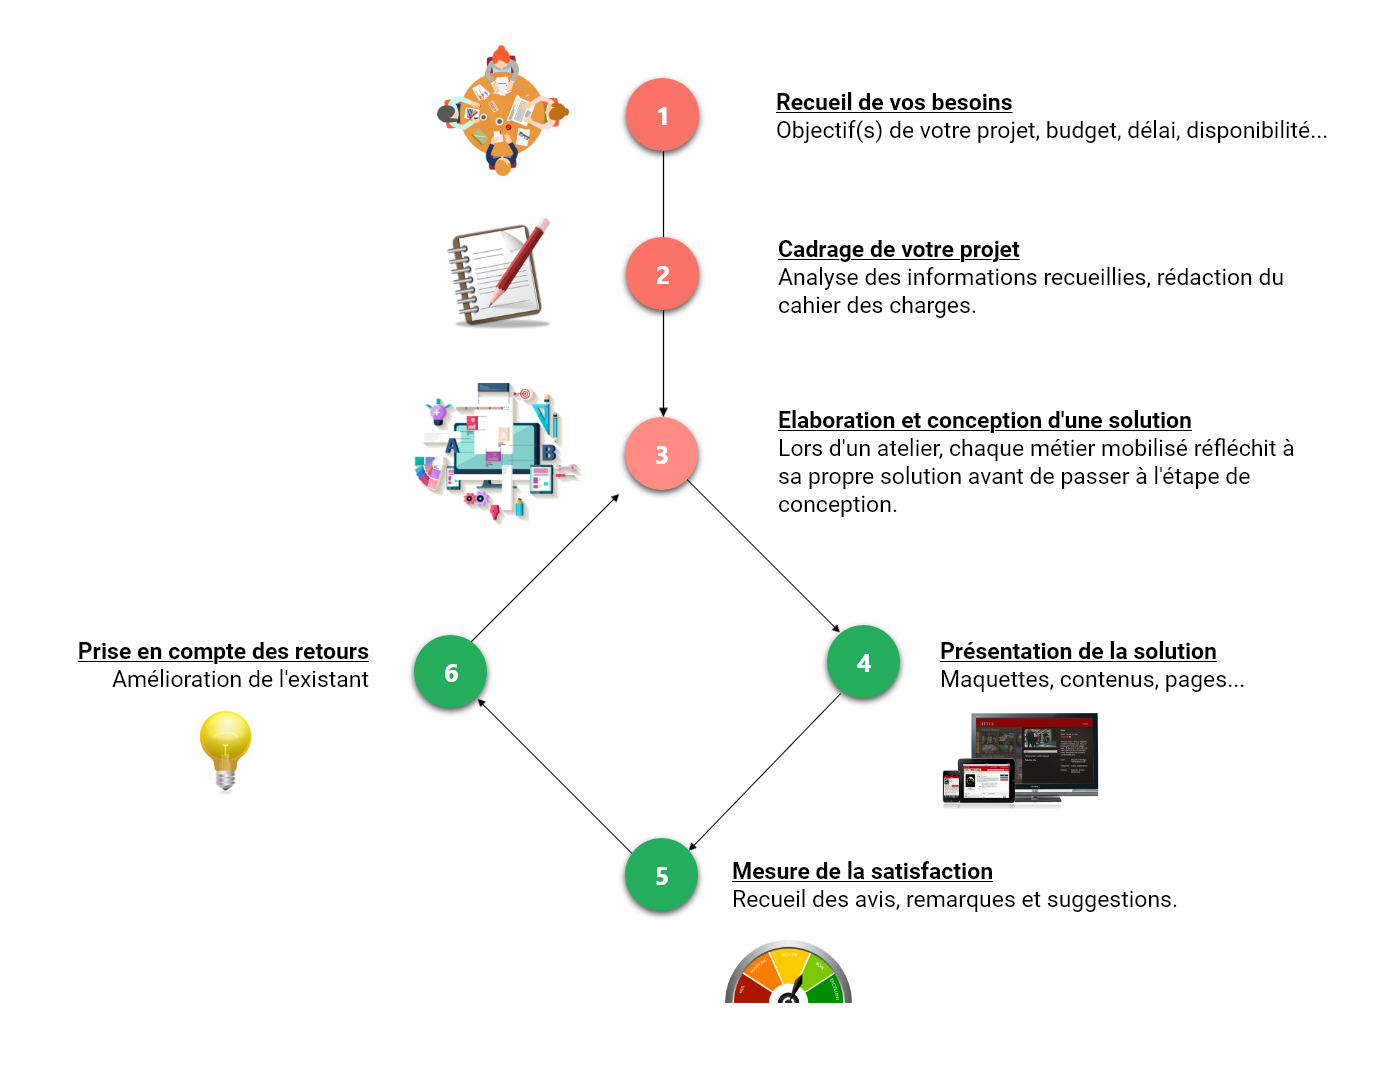 1
Recueil de vos besoins
Objectif(s) de votre projet, budget, délai, disponibilité...
2
Cadrage de votre projet
Analyse des informations recueillies, rédaction du
cahier des charges.
3
Elaboration et conception d'une solution
Lors d'un atelier, chaque métier mobilisé réfléchit à
sa propre solution avant de passer à l'étape de
conception.
A
B
4
Présentation de la solution
Maquettes, contenus, pages...
5
Mesure de la satisfaction
Recueil des avis, remarques et suggestions.
6
Prise en compte des retours
Amélioration de l'existant